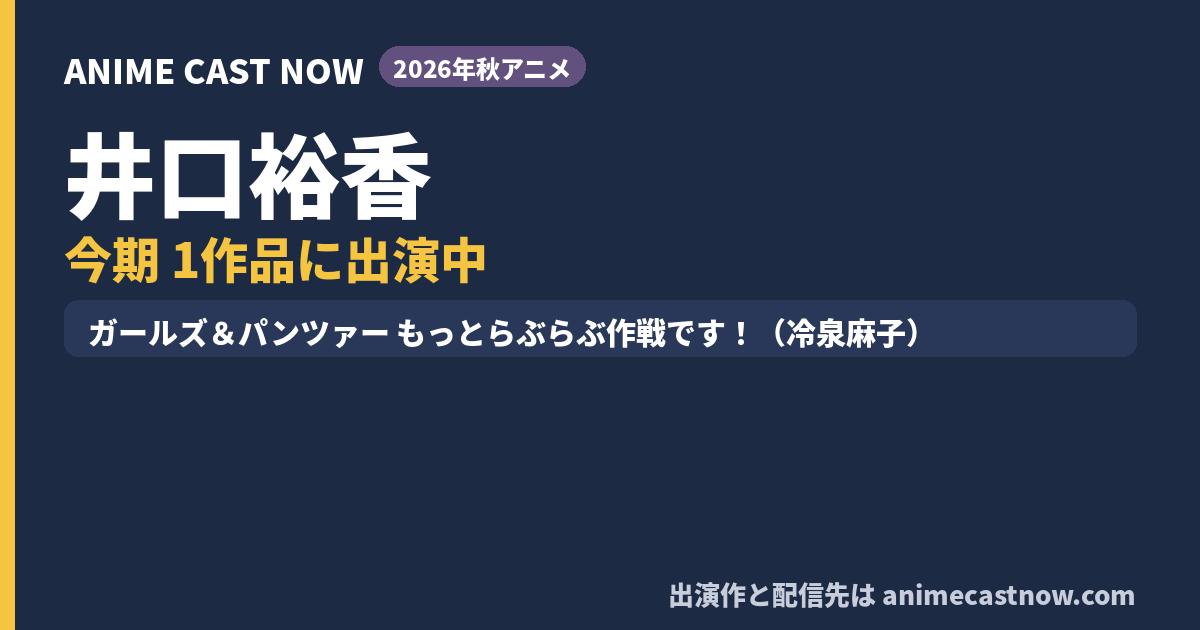 ANIME CAST NOW 2026年秋アニメ
井口裕香
今期 1作品に出演中
ガールズ＆パンツァー もっとらぶらぶ作戦です！（冷泉麻子）
出演作と配信先は animecastnow.com